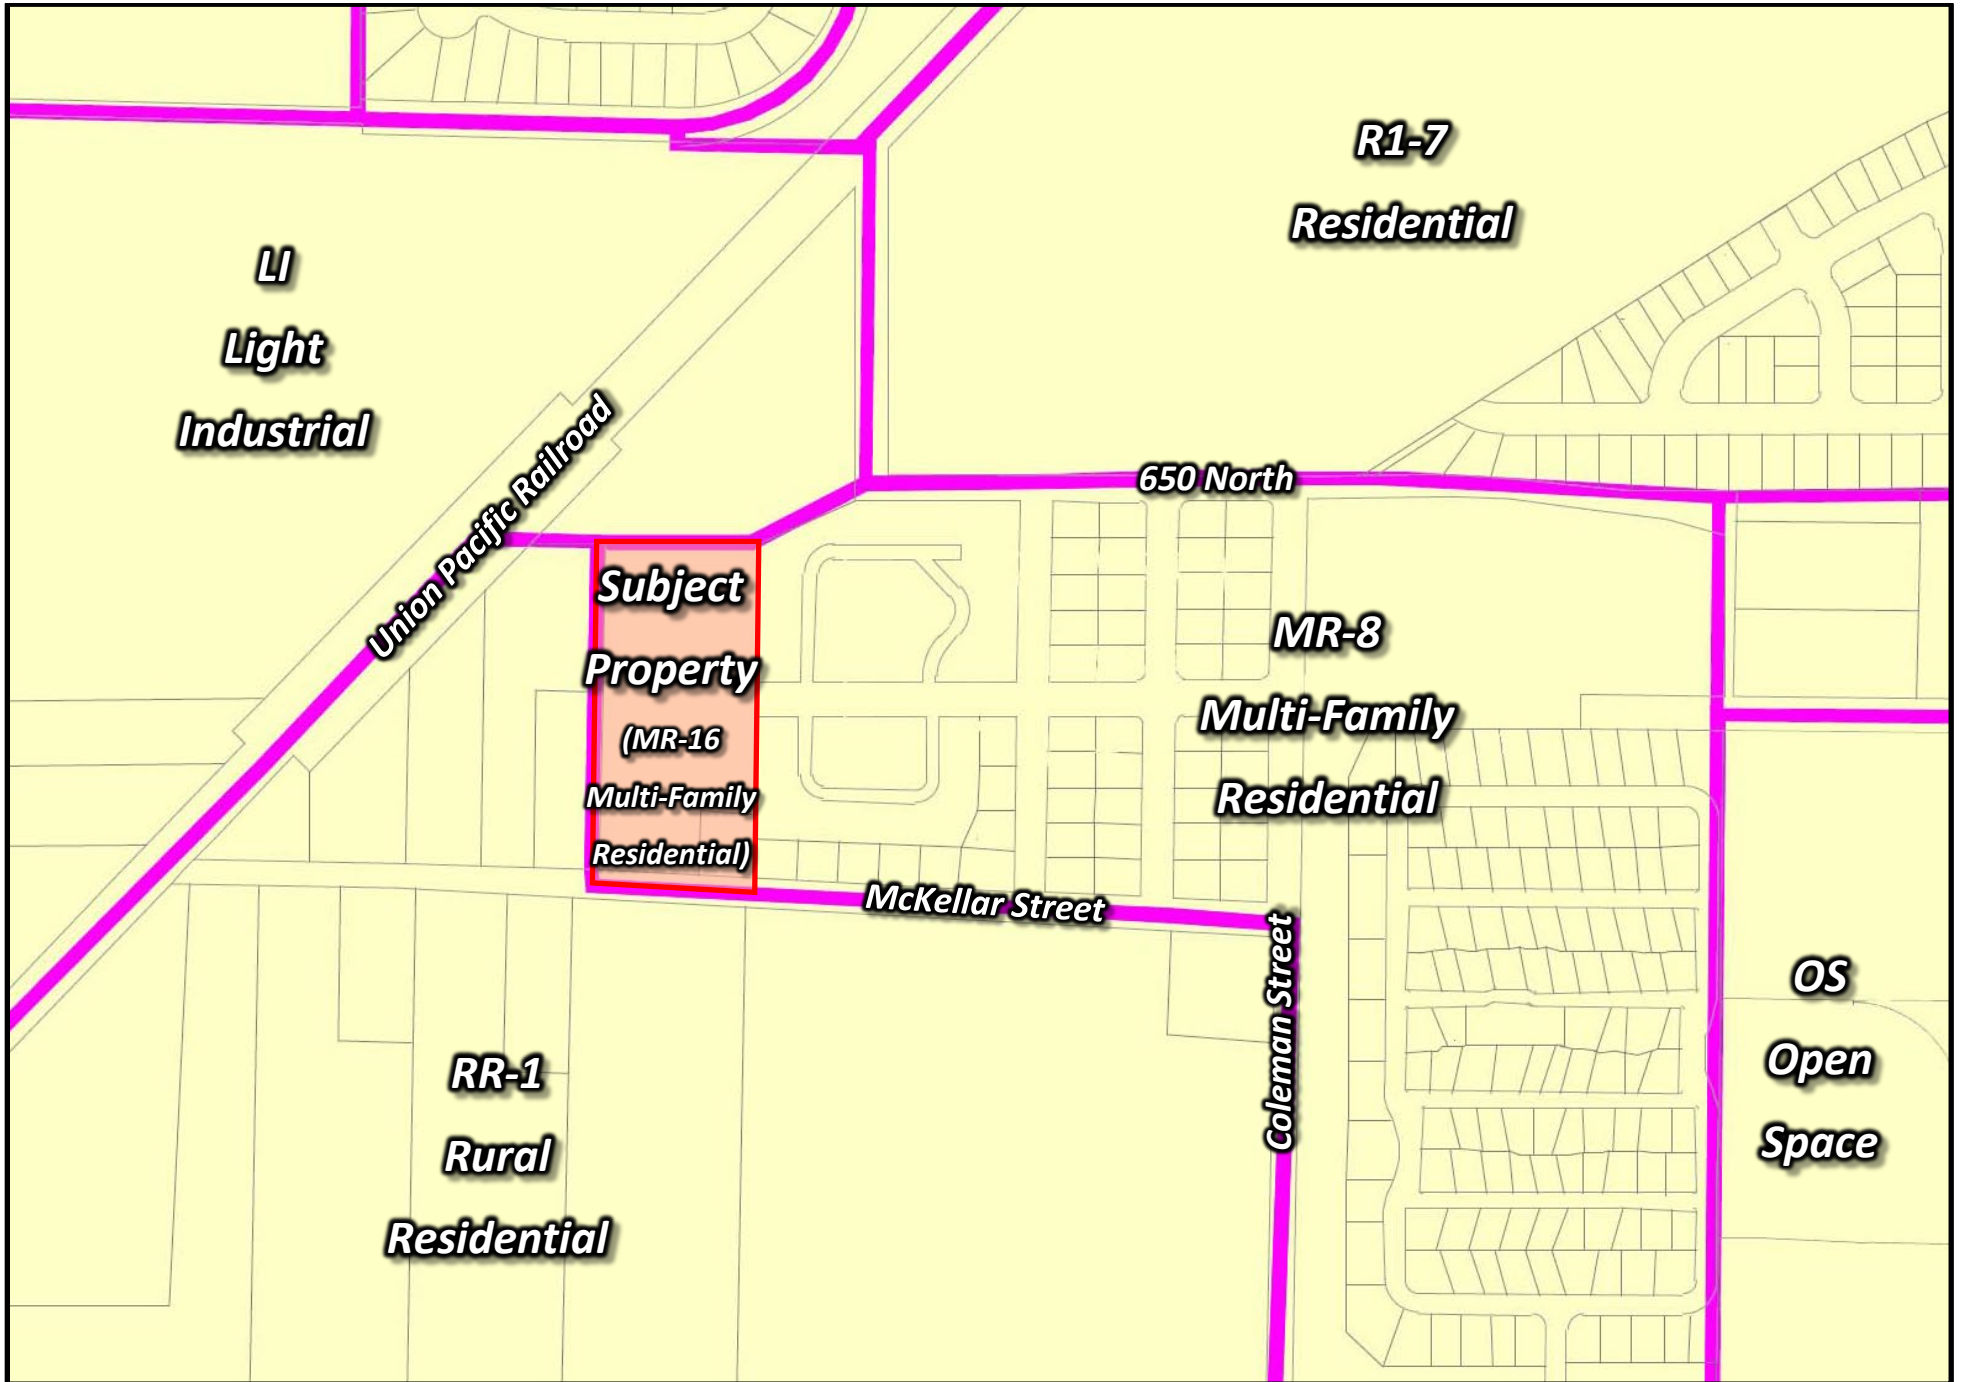 R1-7
Residential
LI
Light
Industrial
Union Pacific Railroad
650 North
Subject
Property
(MR-16
Multi-Family
Residential)
MR-8
Multi-Family
Residential
McKellar Street
Coleman Street
OS
Open
Space
RR-1
Rural
Residential